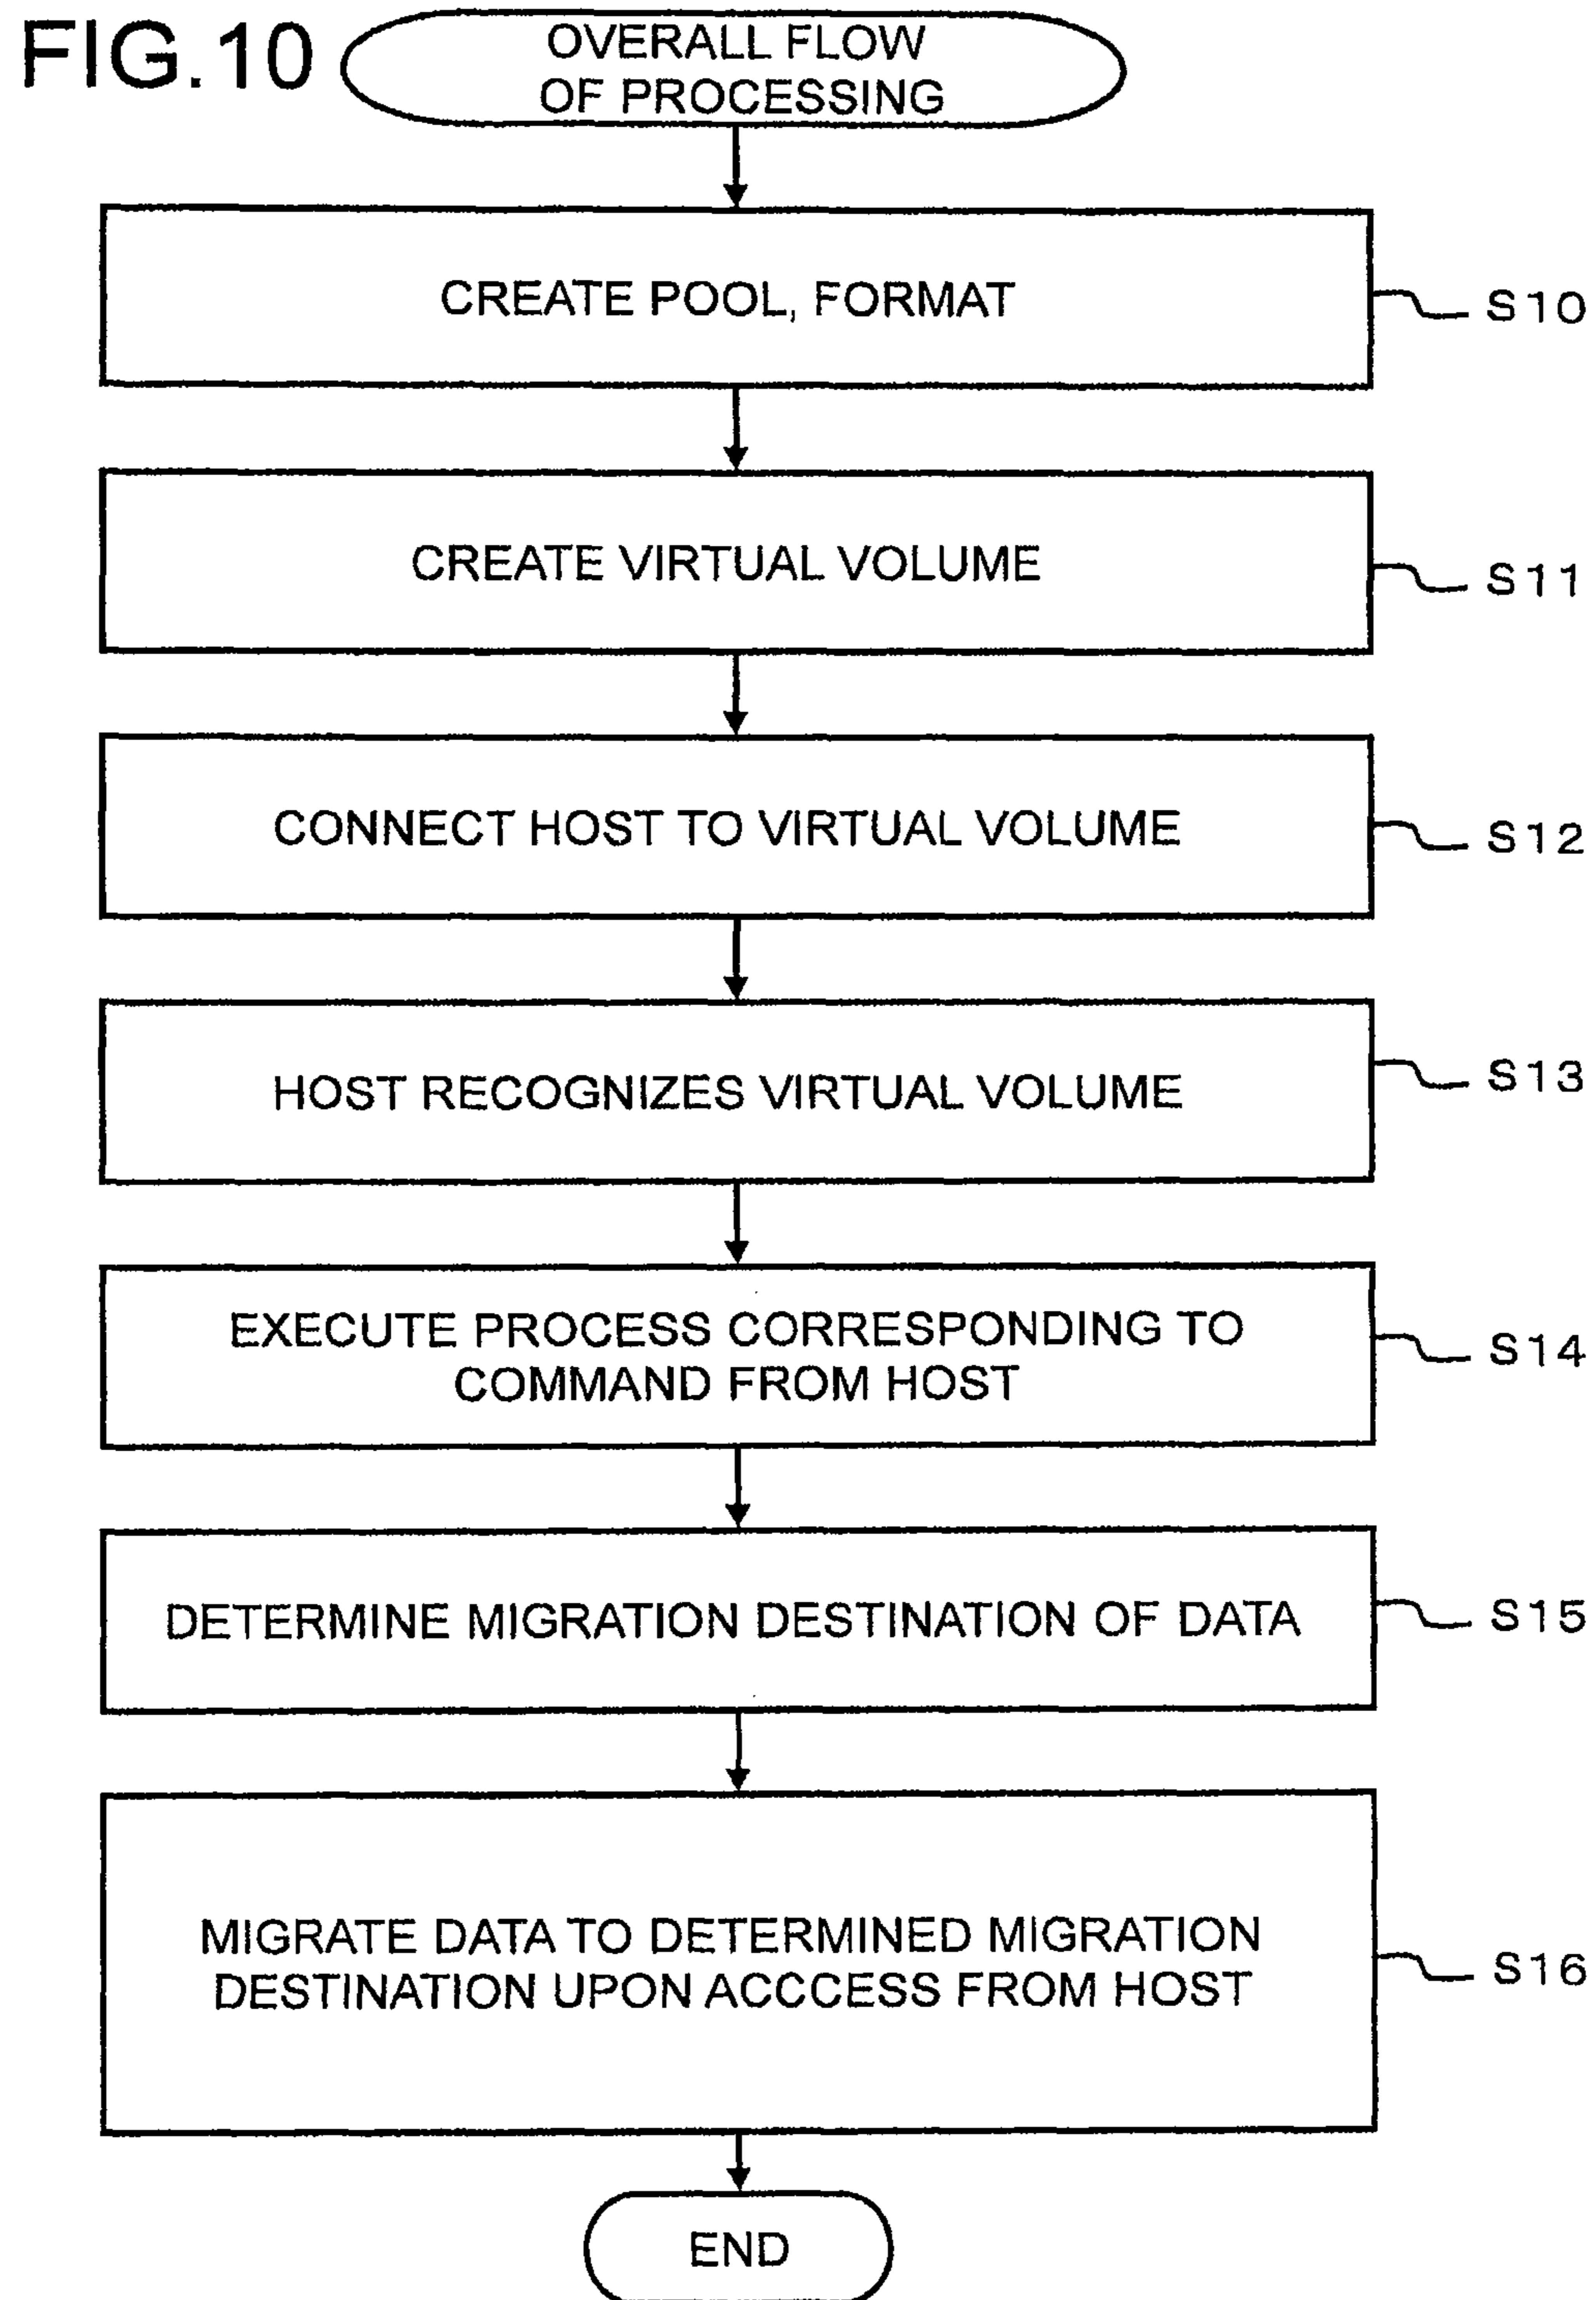 FIG.10
OVERALL FLOW
OF PROCESSING
CREATE POOL, FORMAT
S10
CREATE VIRTUAL VOLUME
S11
CONNECT HOST TO VIRTUAL VOLUME
S12
HOST RECOGNIZES VIRTUAL VOLUME
S13
EXECUTE PROCESS CORRESPONDING TO
COMMAND FROM HOST
S14
DETERMINE MIGRATION DESTINATION OF DATA
S15
MIGRATE DATA TO DETERMINED MIGRATION
DESTINATION UPON ACCCESS FROM HOST
S16
END